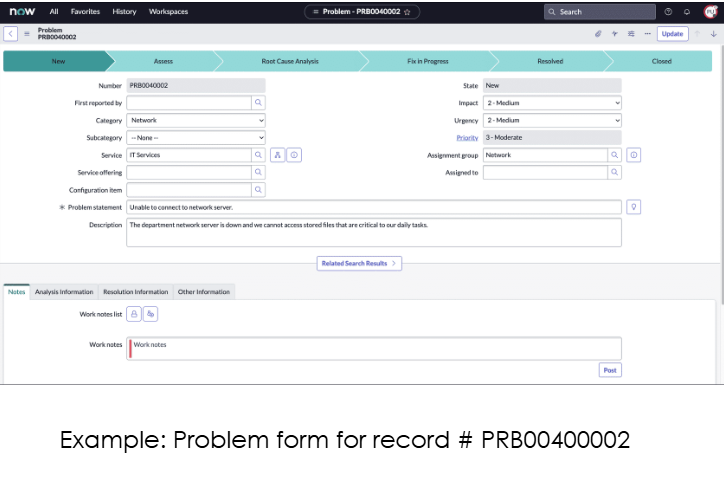 now All Favorites History Workspaces Problem - PRB0040002 Search
Problem
PRB0040002
Update
New Assess Root Cause Analysis Fix in Progress Resolved Closed
Number PRB0040002 State New
First reported by Impact 2 - Medium
Category Network Urgency 2 - Medium
Subcategory -- None -- Priority 3 - Moderate
Service IT Services Assignment group Network
Service offering Assigned to
Configuration item
Problem statement Unable to connect to network server.
Description The department network server is down and we cannot access stored files that are critical to our daily tasks.
Related Search Results
Notes Analysis Information Resolution Information Other Information
Work notes list
Work notes Work notes
Post
Example: Problem form for record # PRB00400002